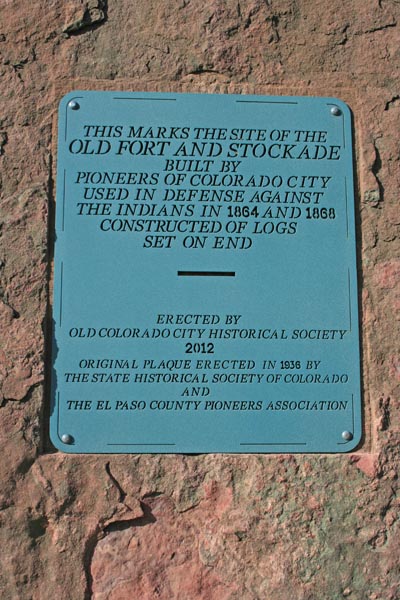 THIS MARKS THE SITE OF THE
OLD FORT AND STOCKADE
BUILT BY
PIONEERS OF COLORADO CITY
USED IN DEFENSE AGAINST
THE INDIANS IN 1864 AND 1868
CONSTRUCTED OF LOGS
SET ON END
ERECTED BY
OLD COLORADO CITY HISTORICAL SOCIETY
2012
ORIGINAL PLAQUE ERECTED IN 1936 BY
THE STATE HISTORICAL SOCIETY OF COLORADO
AND
THE EL PASO COUNTY PIONEERS ASSOCIATION